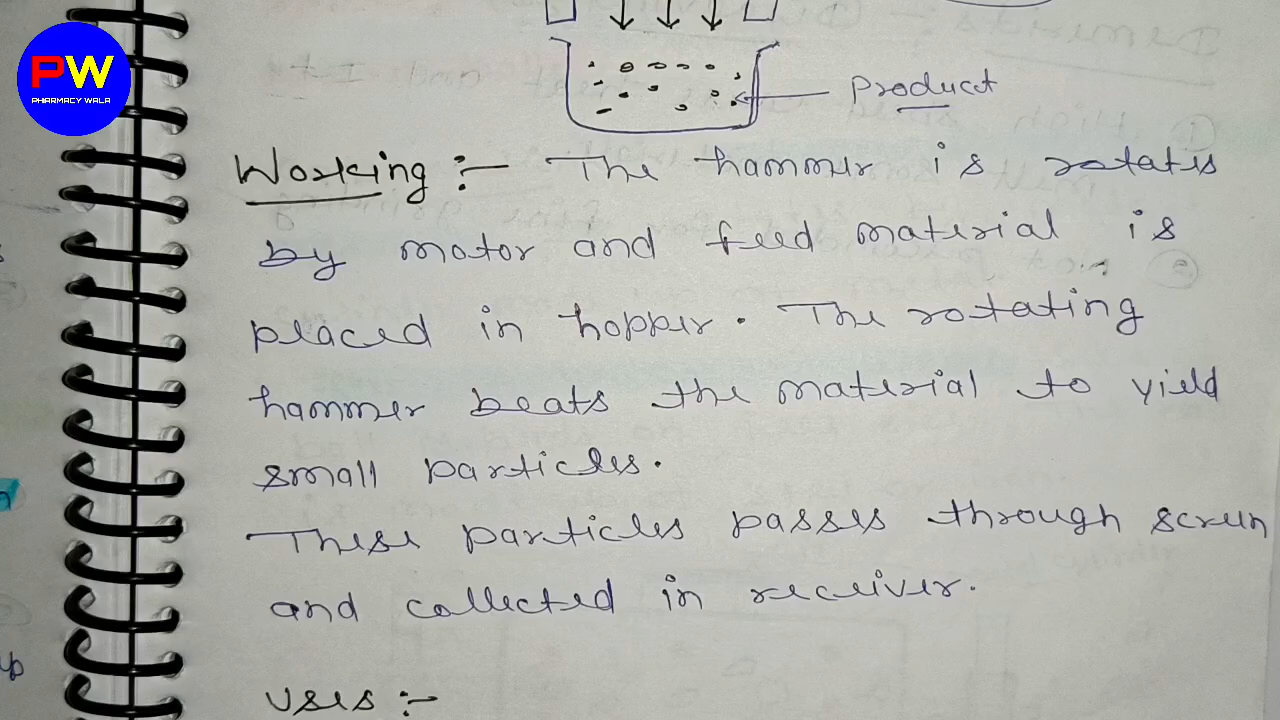 PW
PHARMACY WALA
Product
Working :- The hammer is rotates
by motor and feed material is
placed in hopper. The rotating
hammer beats the material to yield
small particles.
These particles passes through screen
and collected in receiver.
Uses :-